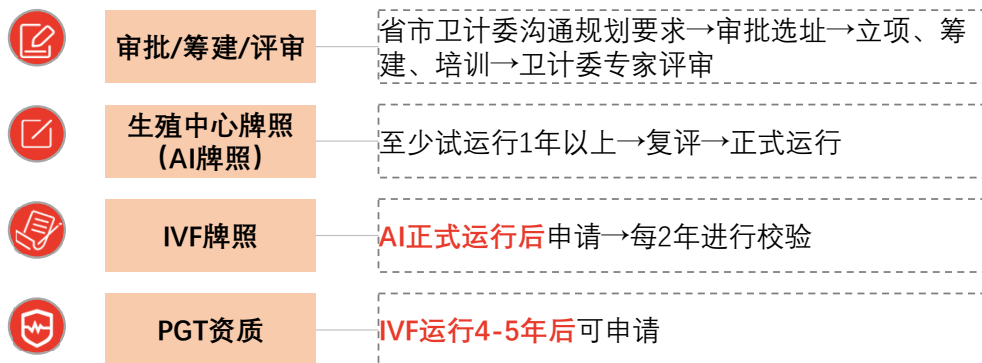 审批/筹建/评审
省市卫计委沟通规划要求→审批选址→立项、筹
建、培训→卫计委专家评审
生殖中心牌照
（AI牌照）
至少试运行1年以上→复评→正式运行
IVF牌照
AI正式运行后申请→每2年进行校验
PGT资质
IVF运行4-5年后可申请